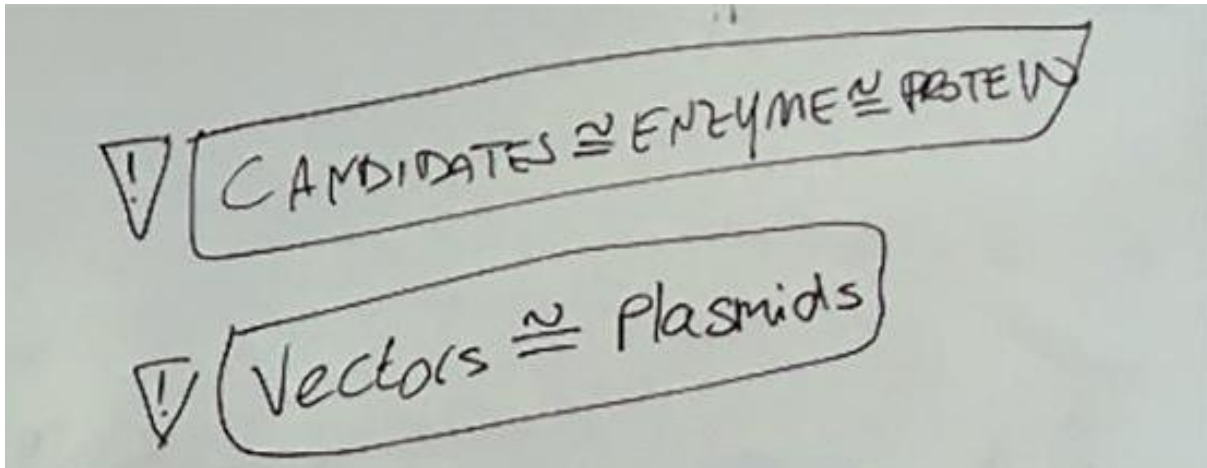 ! CANDIDATES ≅ ENZYME ≅ PROTEIN
! Vectors ≅ Plasmids